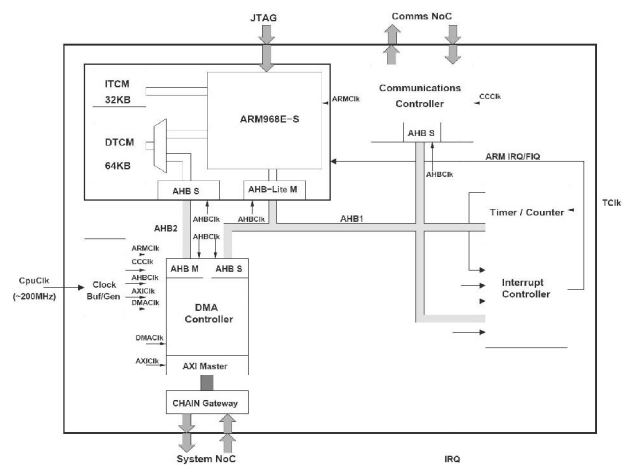 JTAG
Comms NoC
ITCM
32KB
ARM968E-S
ARMClk
Communications
Controller
CCClk
DTCM
64KB
AHB S
ARM IRQ/FIQ
AHB S
AHB-Lite M
AHBClk
TClk
AHBClk
AHBClk
AHB2
AHBClk
AHB1
Timer / Counter
ARMClk
CCClk
AHBClk
AXIClk
DMAClk
CpuClk
(~200MHz)
Clock
Buf/Gen
AHB M
AHB S
Interrupt
Controller
DMA
Controller
DMAClk
AXIClk
AXI Master
CHAIN Gateway
System NoC
IRQ